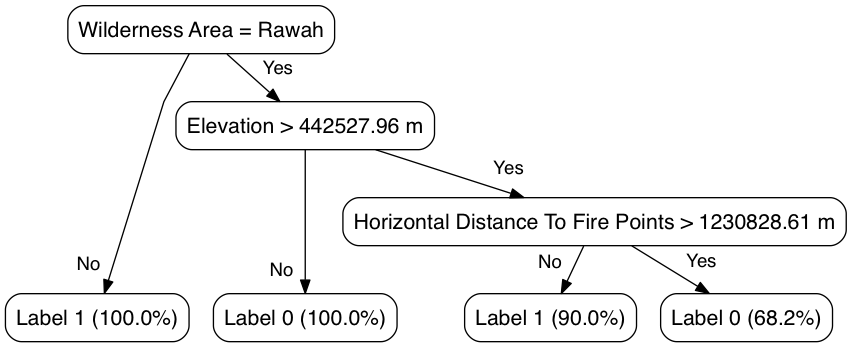 Wilderness Area = Rawah
Yes
Elevation > 442527.96 m
Yes
Horizontal Distance To Fire Points > 1230828.61 m
No
No
No
Yes
Label 1 (100.0%)
Label 0 (100.0%)
Label 1 (90.0%)
Label 0 (68.2%)